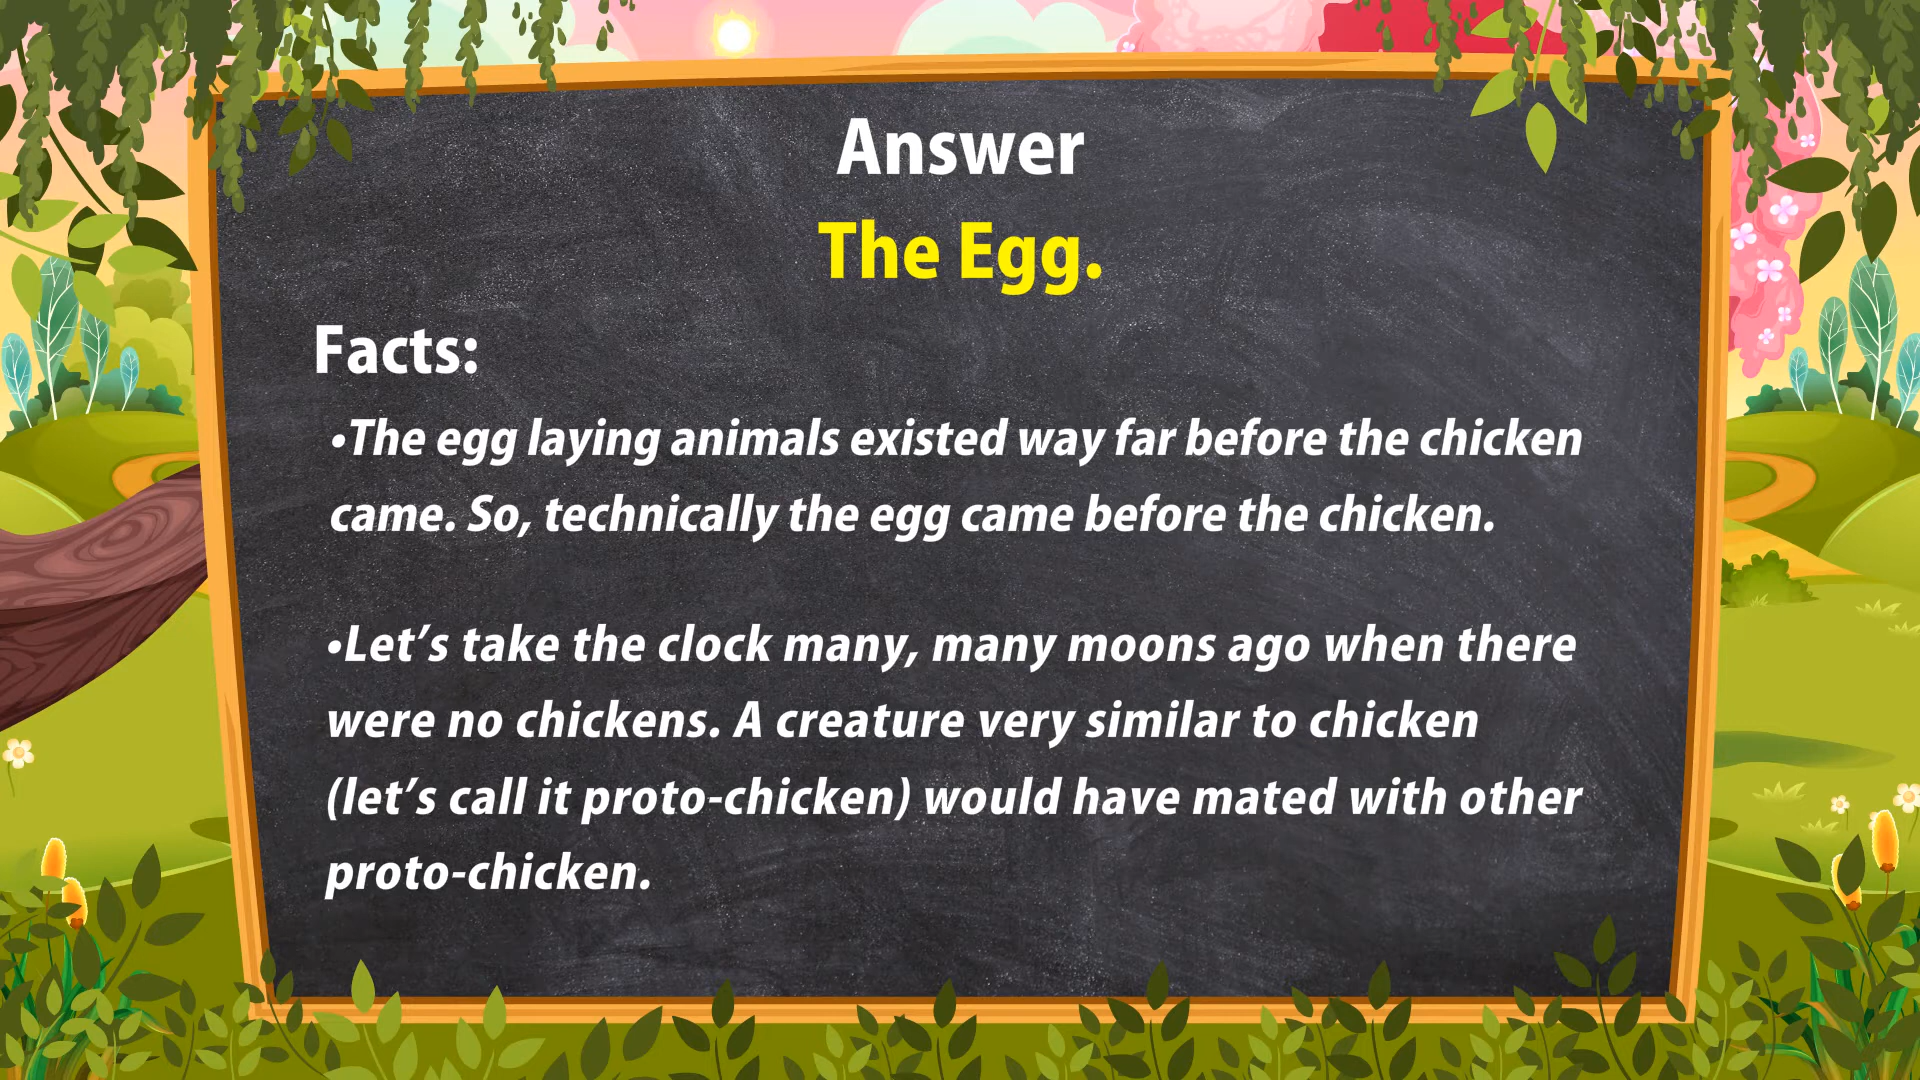 Answer
The Egg.
Facts:
•The egg laying animals existed way far before the chicken
came. So, technically the egg came before the chicken.
•Let’s take the clock many, many moons ago when there
were no chickens. A creature very similar to chicken
(let’s call it proto-chicken) would have mated with other
proto-chicken.